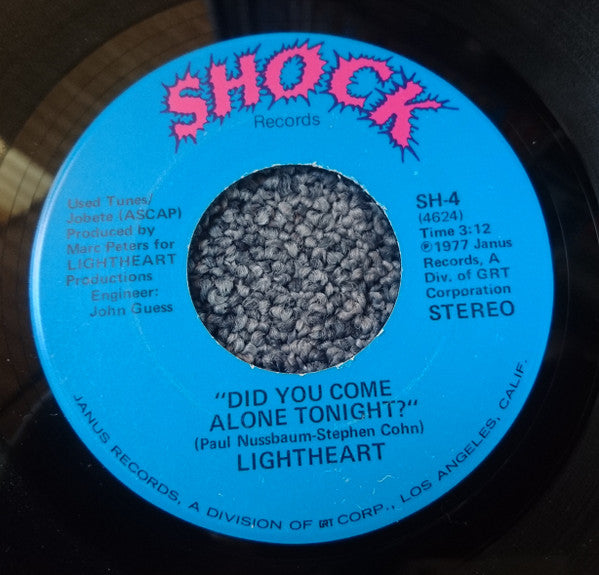 SHOCK
Records
Used Tunes/
Jobete (ASCAP)
Produced by
Marc Peters for
LIGHTHEART
Productions
Engineer:
John Guess
SH-4
(4624)
Time 3:12
℗1977 Janus
Records, A
Div. of GRT
Corporation
STEREO
"DID YOU COME
ALONE TONIGHT?"
(Paul Nussbaum-Stephen Cohn)
LIGHTHEART
JANUS RECORDS, A DIVISION OF GRT CORP., LOS ANGELES, CALIF.